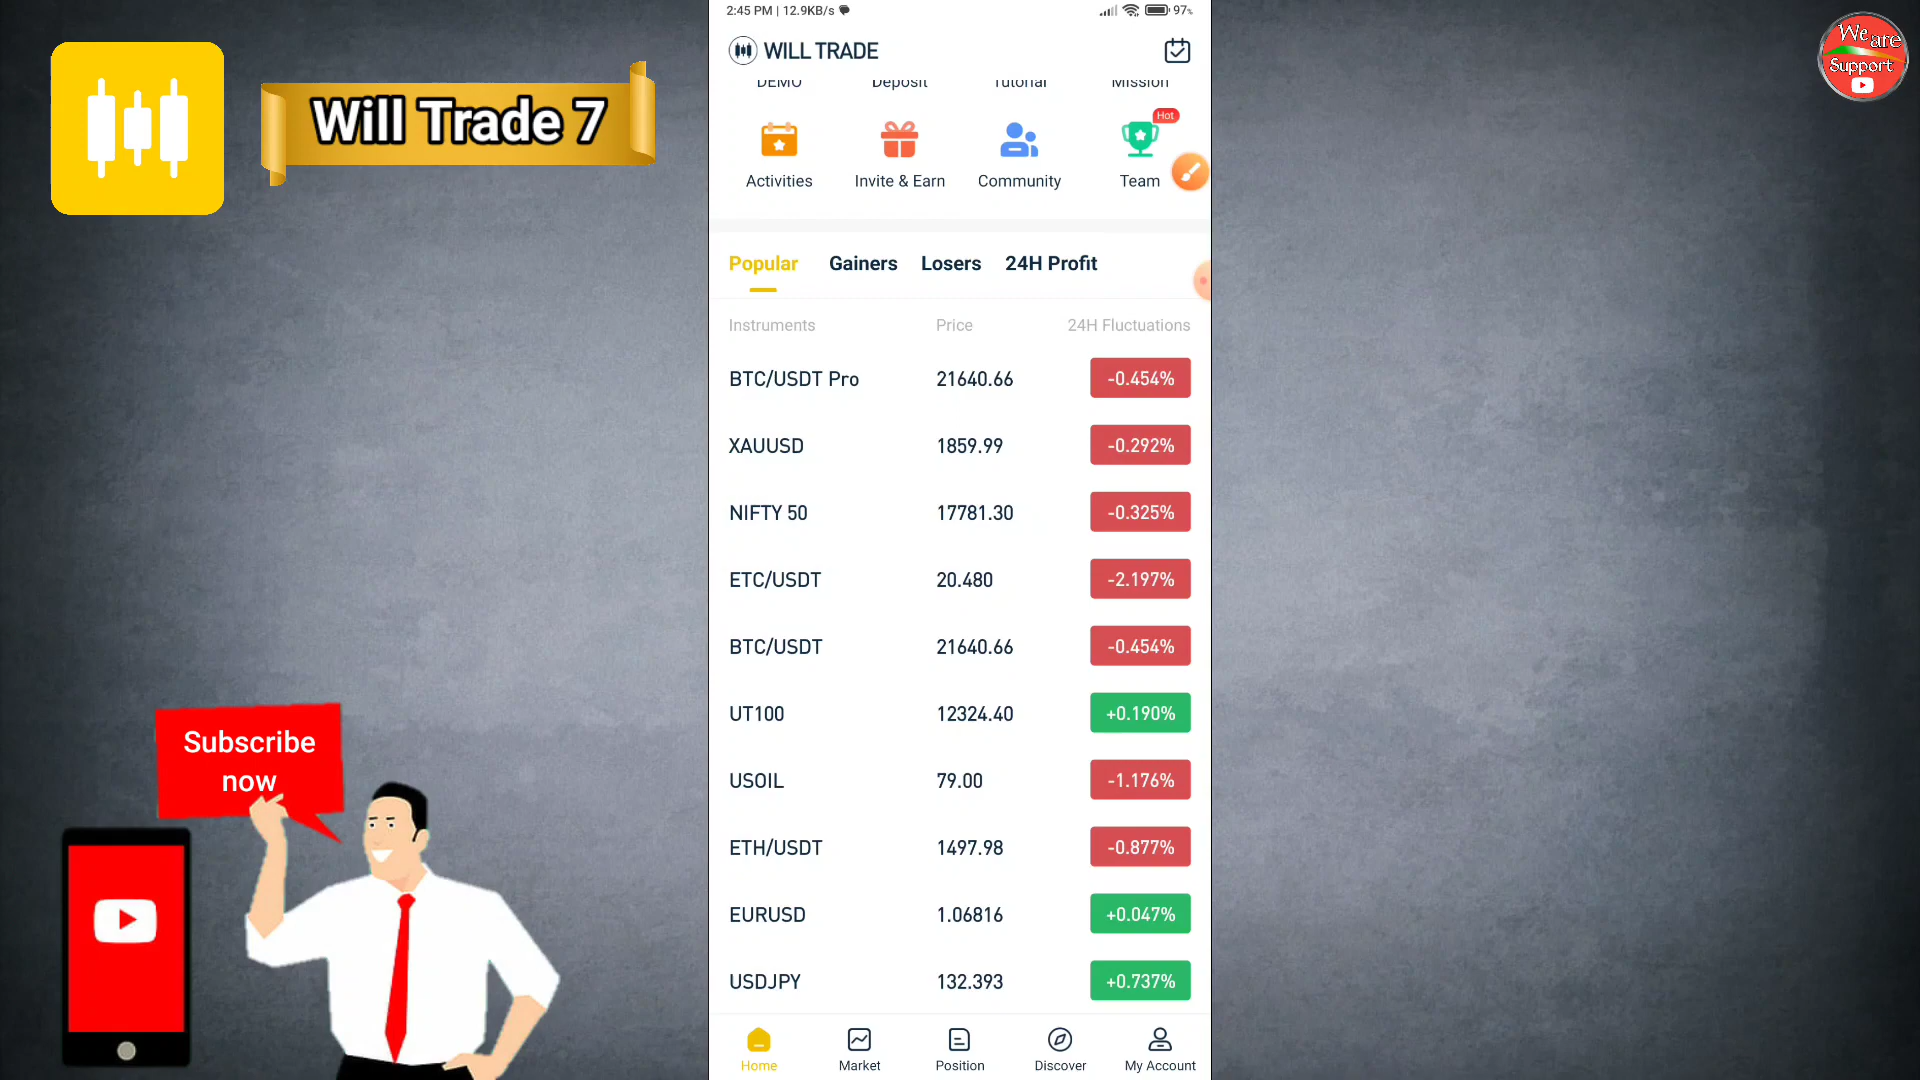 2:45 PM | 12.9KB/s
97%
WILL TRADE
We are
Support
Will Trade 7
DEMO Deposit Tutorial Mission
Hot
Activities Invite & Earn Community Team
Popular Gainers Losers 24H Profit
Instruments Price 24H Fluctuations
BTC/USDT Pro 21640.66 -0.454%
XAUUSD 1859.99 -0.292%
NIFTY 50 17781.30 -0.325%
ETC/USDT 20.480 -2.197%
BTC/USDT 21640.66 -0.454%
UT100 12324.40 +0.190%
USOIL 79.00 -1.176%
ETH/USDT 1497.98 -0.877%
EURUSD 1.06816 +0.047%
USDJPY 132.393 +0.737%
Subscribe
now
Home Market Position Discover My Account